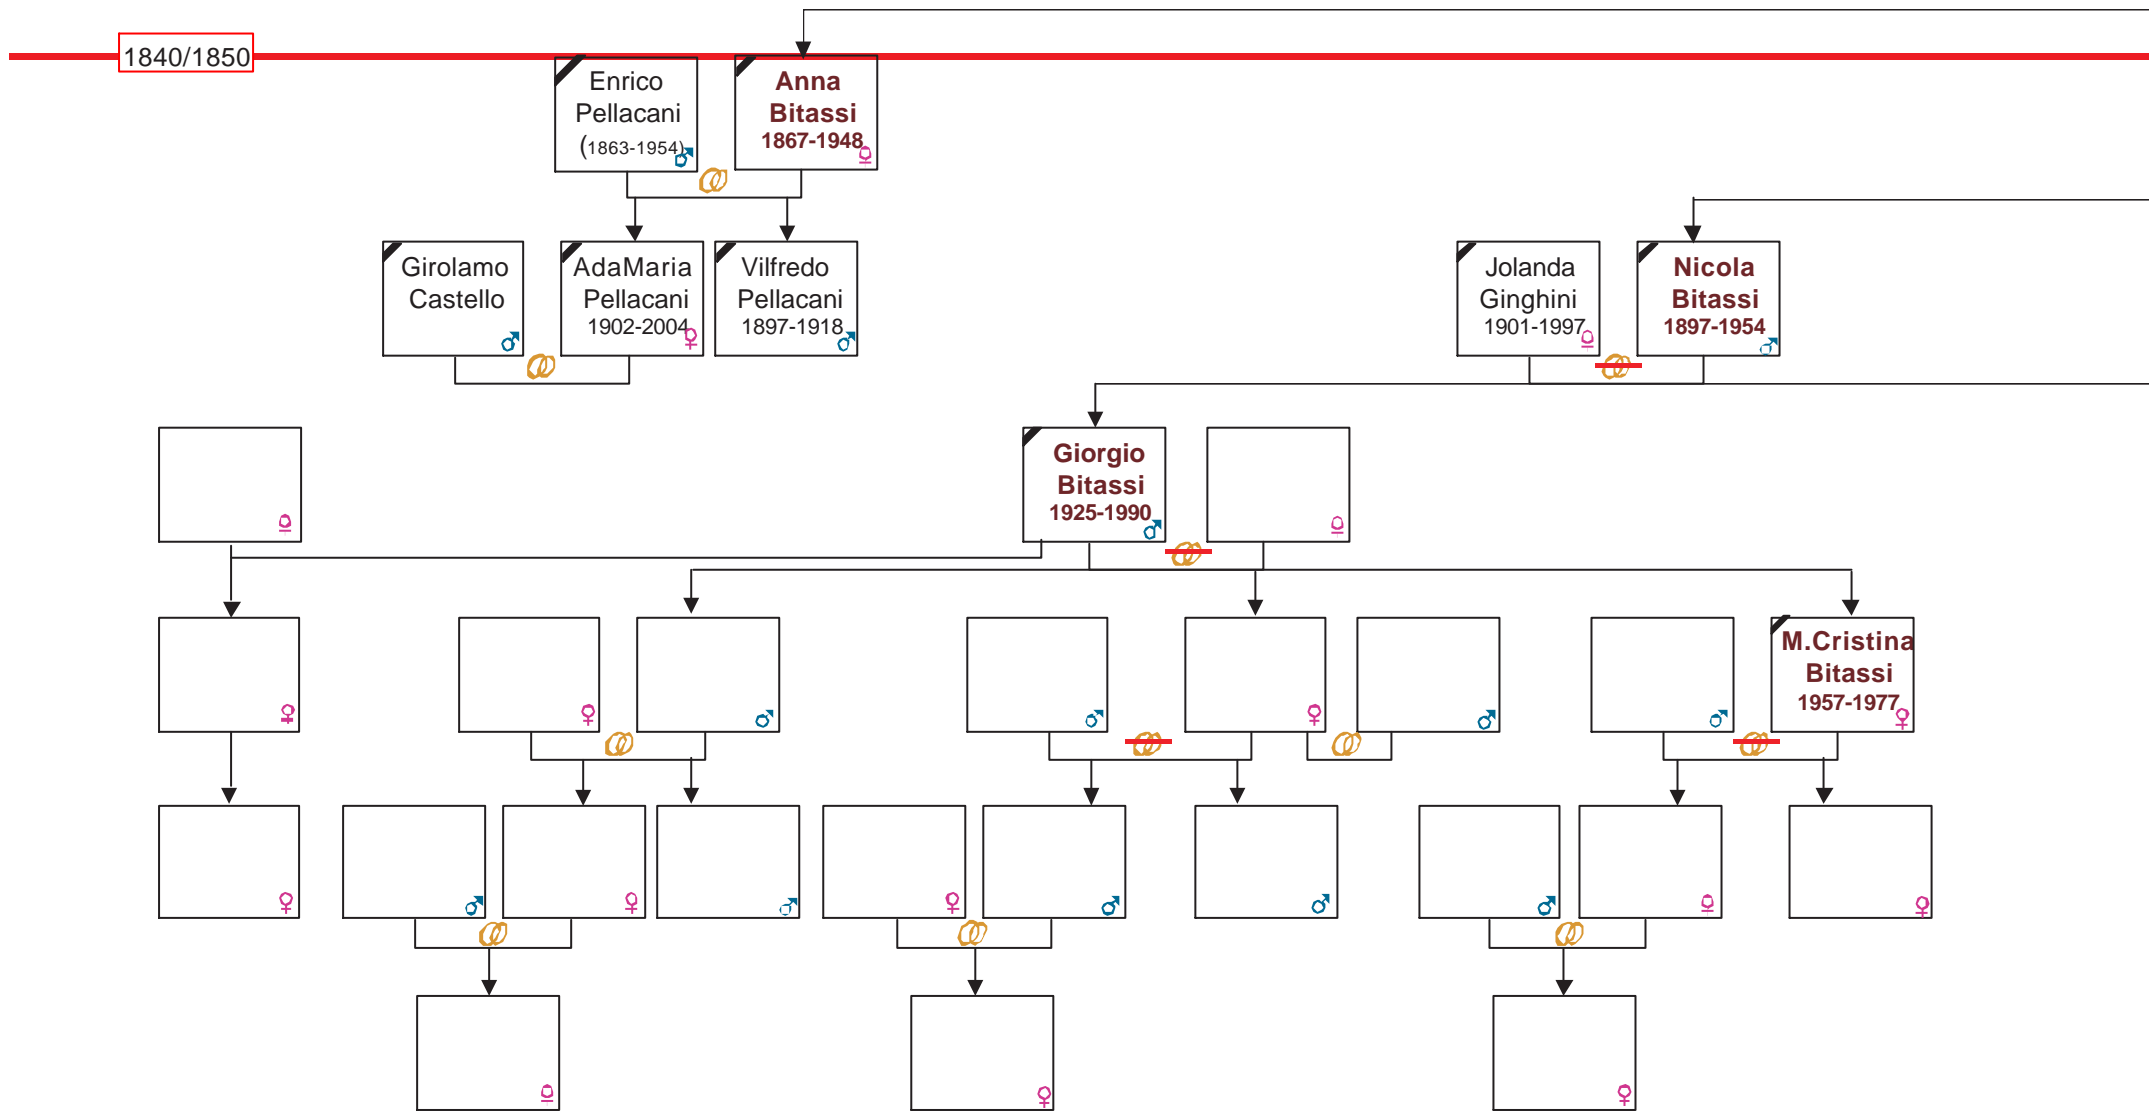 1840/1850
Enrico
Pellacani
(1863-1954)
Anna
Bitassi
1867-1948
Girolamo
Castello
AdaMaria
Pellacani
1902-2004
Vilfredo
Pellacani
1897-1918
Jolanda
Ginghini
1901-1997
Nicola
Bitassi
1897-1954
Giorgio
Bitassi
1925-1990
M.Cristina
Bitassi
1957-1977